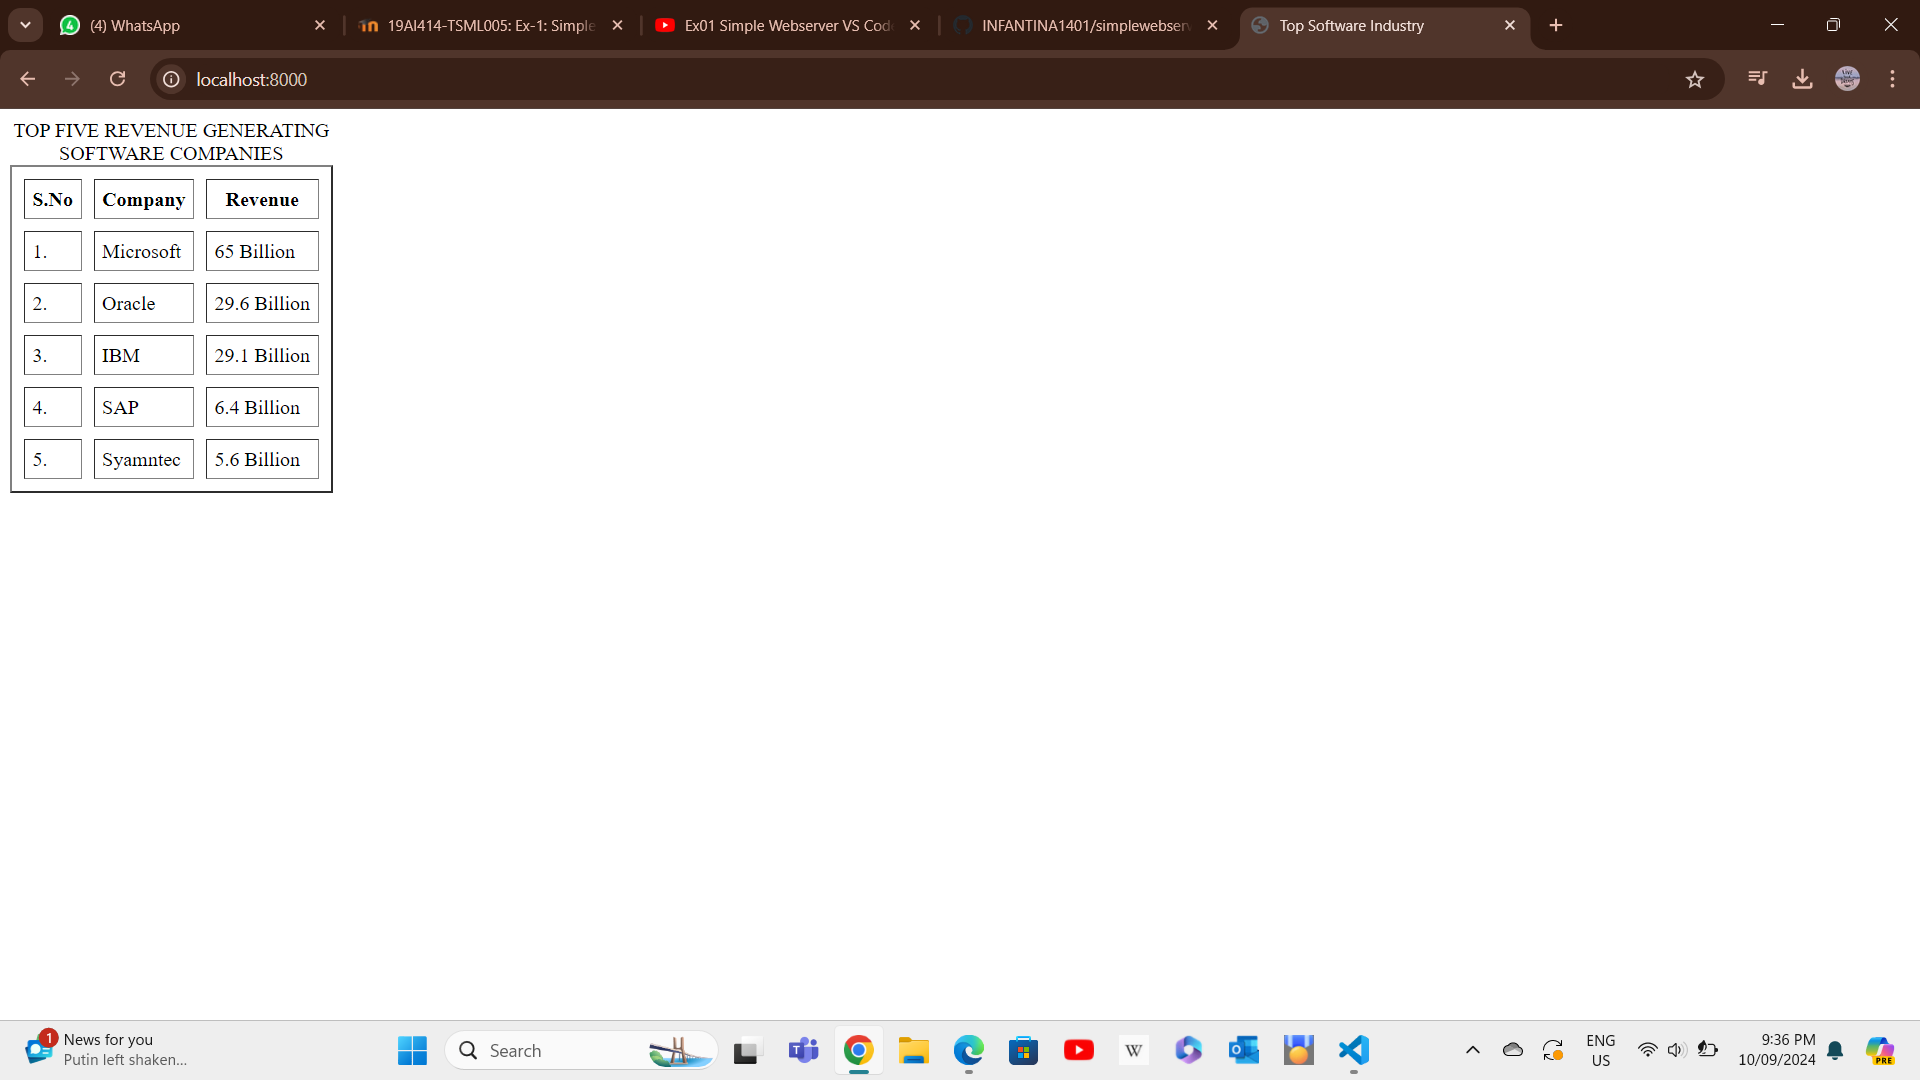 (4) WhatsApp
19AI414-TSML005: Ex-1: Simple
Ex01 Simple Webserver VS Cod
INFANTINA1401/simplewebserv
Top Software Industry
localhost:8000
TOP FIVE REVENUE GENERATING
SOFTWARE COMPANIES
S.No Company Revenue
1. Microsoft 65 Billion
2. Oracle 29.6 Billion
3. IBM 29.1 Billion
4. SAP 6.4 Billion
5. Syamntec 5.6 Billion
1
News for you
Putin left shaken...
Search
W
ENG
US
9:36 PM
10/09/2024
PRE